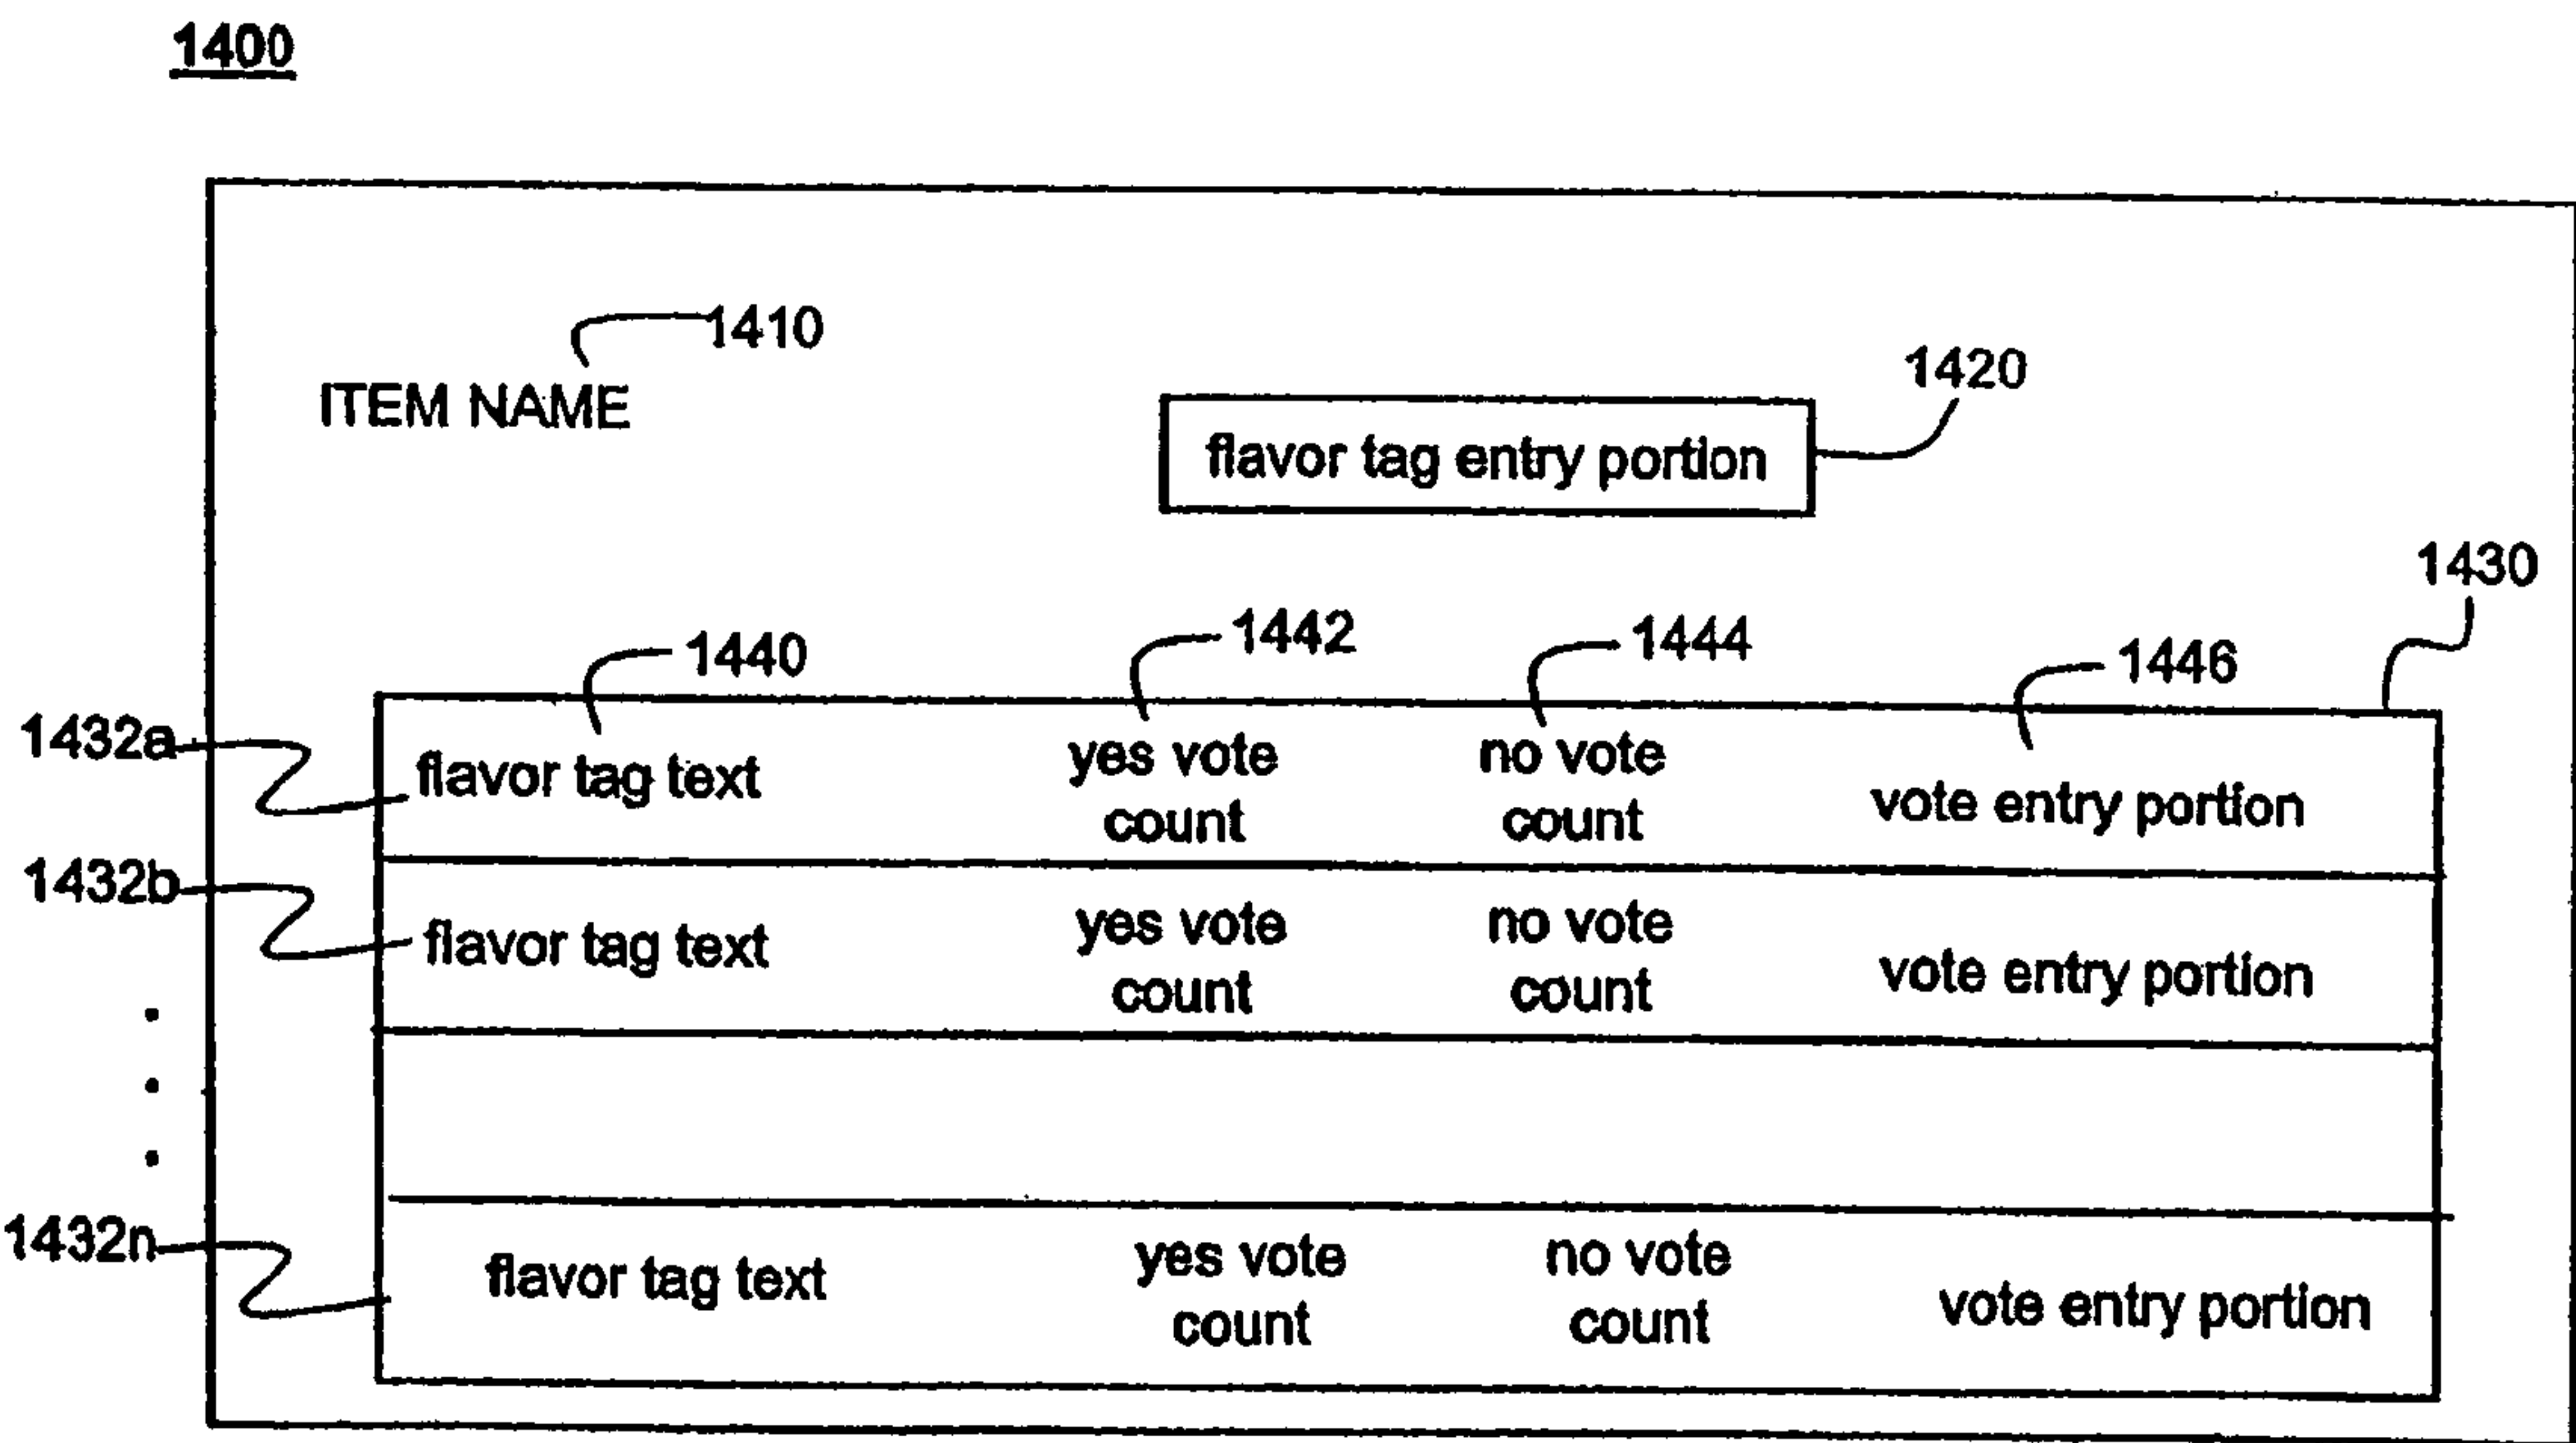 1400
1410
ITEM NAME
1420
flavor tag entry portion
1430
1440 1442 1444 1446
1432a
flavor tag text yes vote count no vote count vote entry portion
1432b
flavor tag text yes vote count no vote count vote entry portion
1432n
flavor tag text yes vote count no vote count vote entry portion